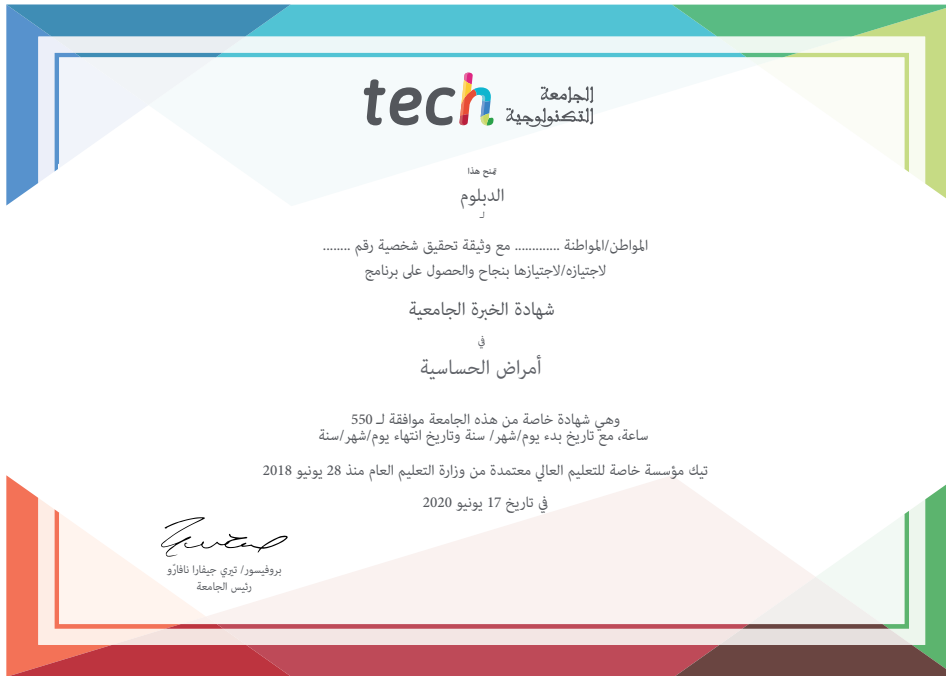 tech الجامعة
التكنولوجية
يمنح هذا
الدبلوم
لـ
المواطن/المواطنة ............ مع وثيقة تحقيق شخصية رقم ........
لاجتيازه/لاجتيازها بنجاح والحصول على برنامج
شهادة الخبرة الجامعية
في
أمراض الحساسية
وهي شهادة خاصة من هذه الجامعة موافقة لـ 550
ساعة، مع تاريخ بدء يوم/شهر/ سنة وتاريخ انتهاء يوم/شهر/سنة
تيك مؤسسة خاصة للتعليم العالي معتمدة من وزارة التعليم العام منذ 28 يونيو 2018
في تاريخ 17 يونيو 2020
بروفيسور/ تيري جيفارا نافارّو
رئيس الجامعة